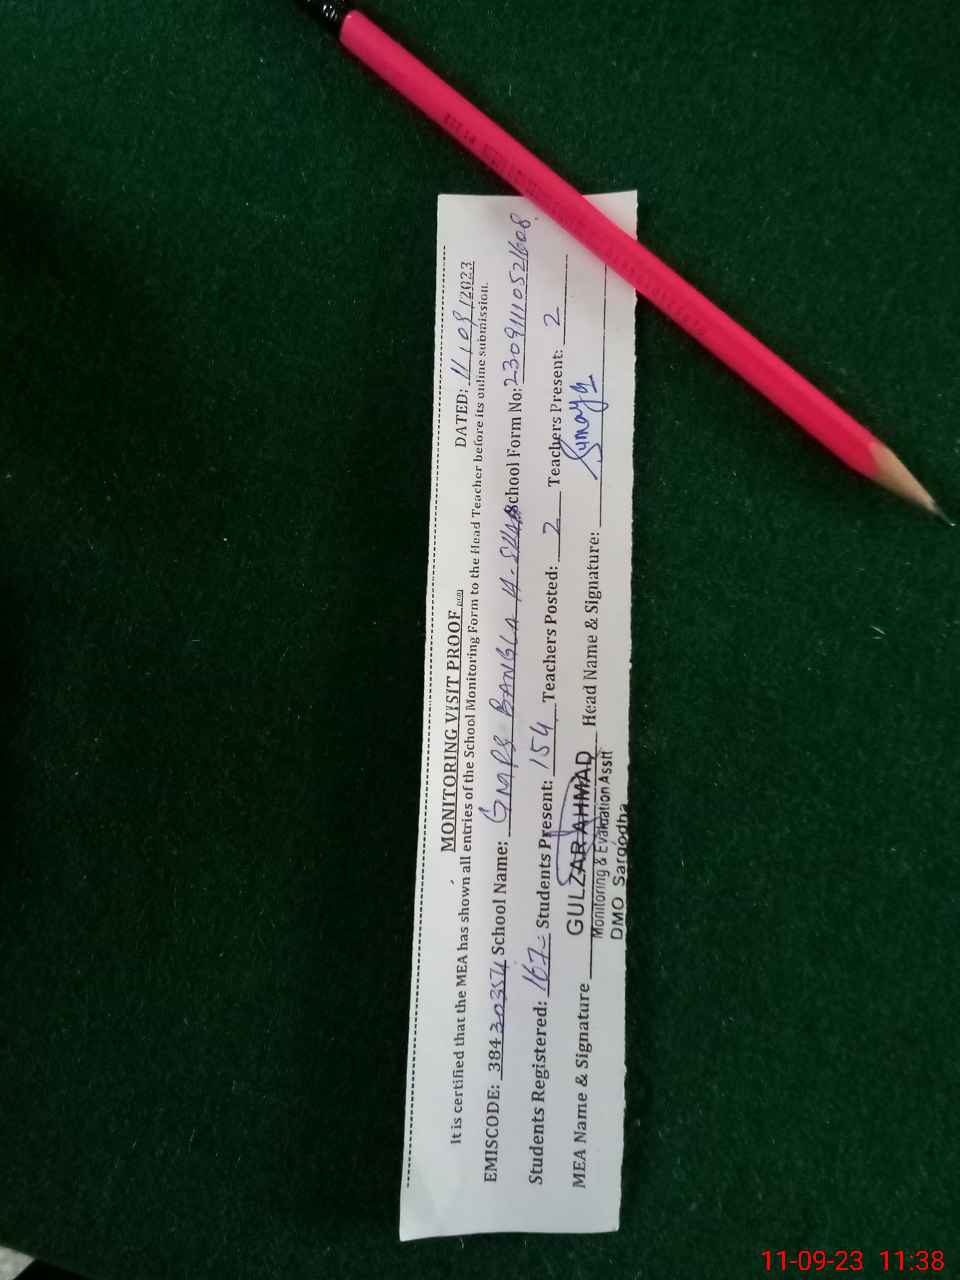 MONITORING VISIT PROOF
DATED: 11/09/2023
It is certified that the MEA has shown all entries of the School Monitoring Form to the Head Teacher before its online submission.
EMISCODE: 38430354 School Name: GMPS BANGLA School Form No: 23091110521608
Students Registered: 167 Students Present: 154 Teachers Posted: 2 Teachers Present: 2
MEA Name & Signature Head Name & Signature: Sumayya
GULZAR AHMAD
Monitoring & Evaluation Asstt
DMO Sargodha
11-09-23 11:38